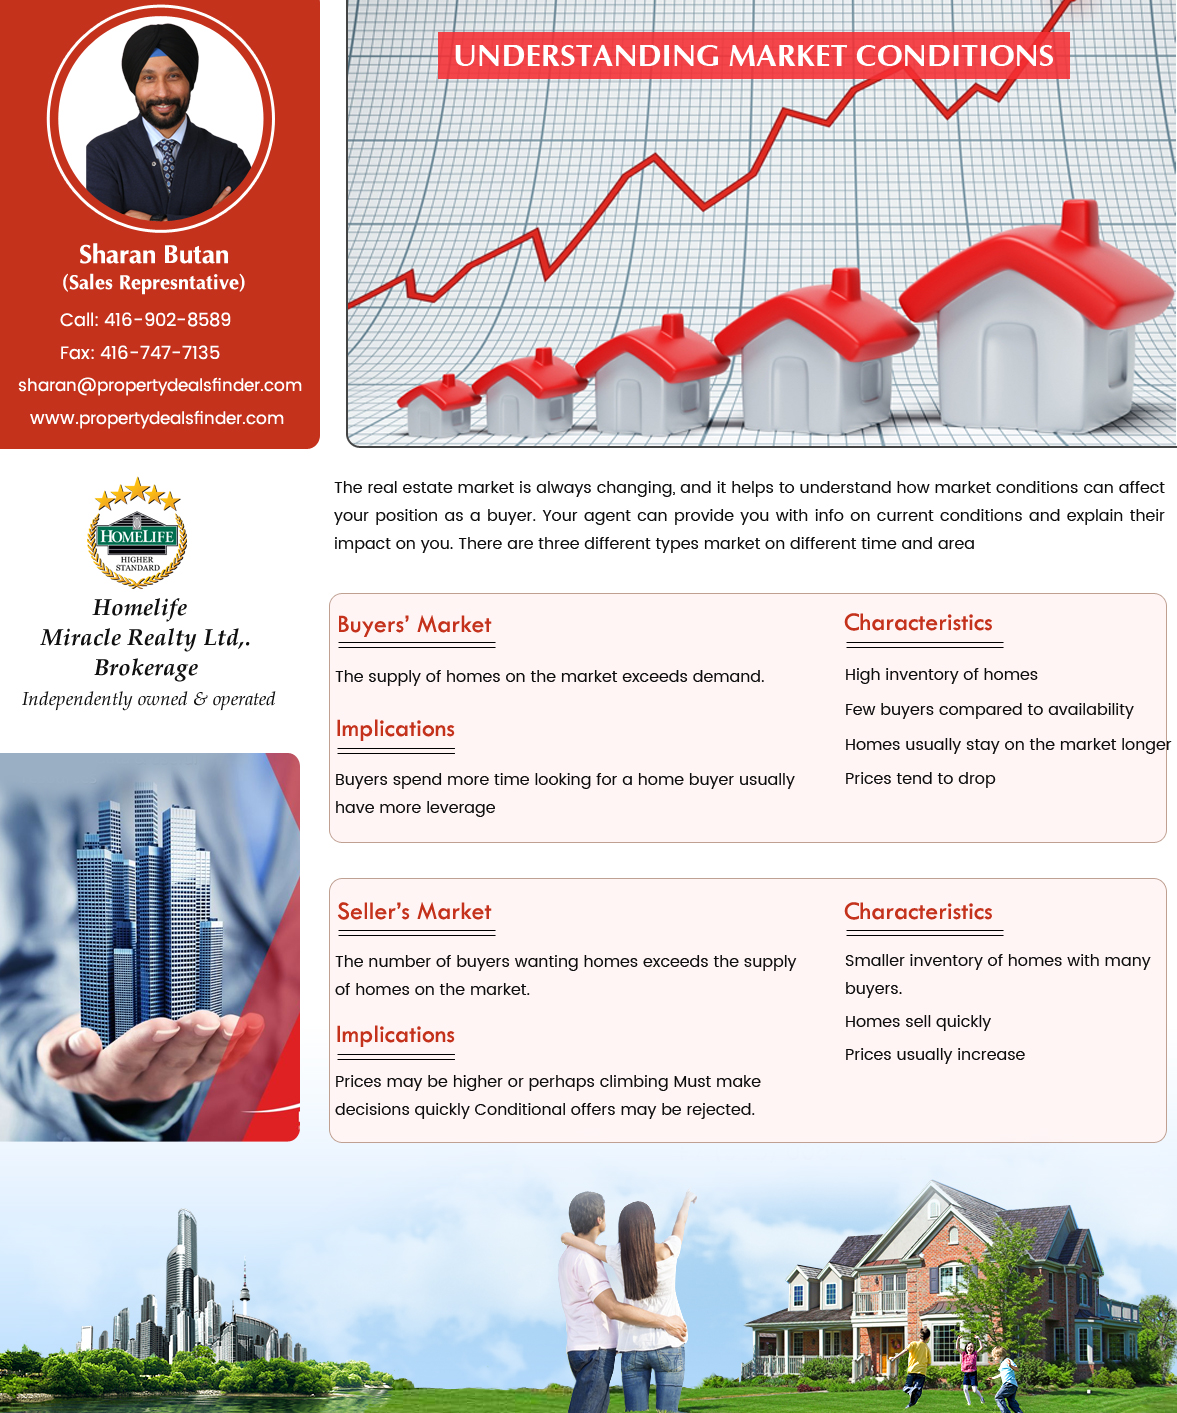 UNDERSTANDING MARKET CONDITIONS
Sharan Butan
(Sales Represntative)
Call: 416-902-8589
Fax: 416-747-7135
sharan@propertydealsfinder.com
www.propertydealsfinder.com
HOMELIFE
HIGHER
STANDARD
Homelife
Miracle Realty Ltd,.
Brokerage
Independently owned & operated
The real estate market is always changing, and it helps to understand how market conditions can affect
your position as a buyer. Your agent can provide you with info on current conditions and explain their
impact on you. There are three different types market on different time and area
Buyers’ Market
The supply of homes on the market exceeds demand.
Implications
Buyers spend more time looking for a home buyer usually
have more leverage
Characteristics
High inventory of homes
Few buyers compared to availability
Homes usually stay on the market longer
Prices tend to drop
Seller’s Market
The number of buyers wanting homes exceeds the supply
of homes on the market.
Implications
Prices may be higher or perhaps climbing Must make
decisions quickly Conditional offers may be rejected.
Characteristics
Smaller inventory of homes with many
buyers.
Homes sell quickly
Prices usually increase